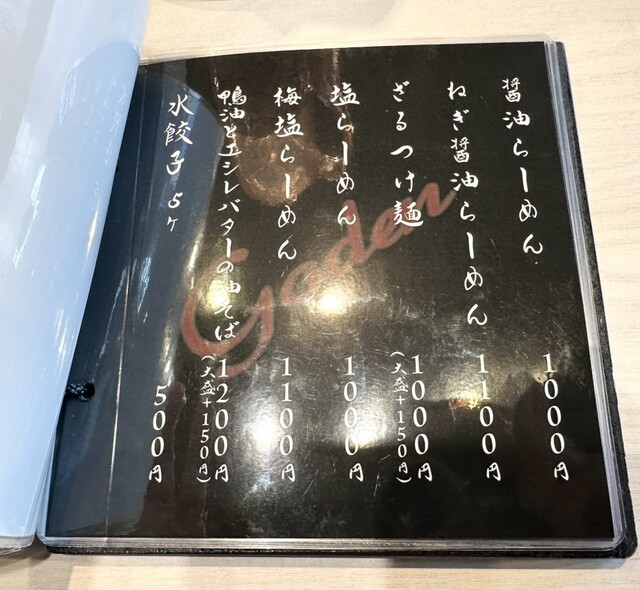 醤油らーめん 1000円
ねぎ醤油らーめん 1100円
ざるつけ麺 1000円
(大盛+150円)
塩らーめん 1000円
梅塩らーめん 1100円
鴨油とエシレバターの油そば 1200円
(大盛+150円)
水餃子 5ヶ 500円
Goden